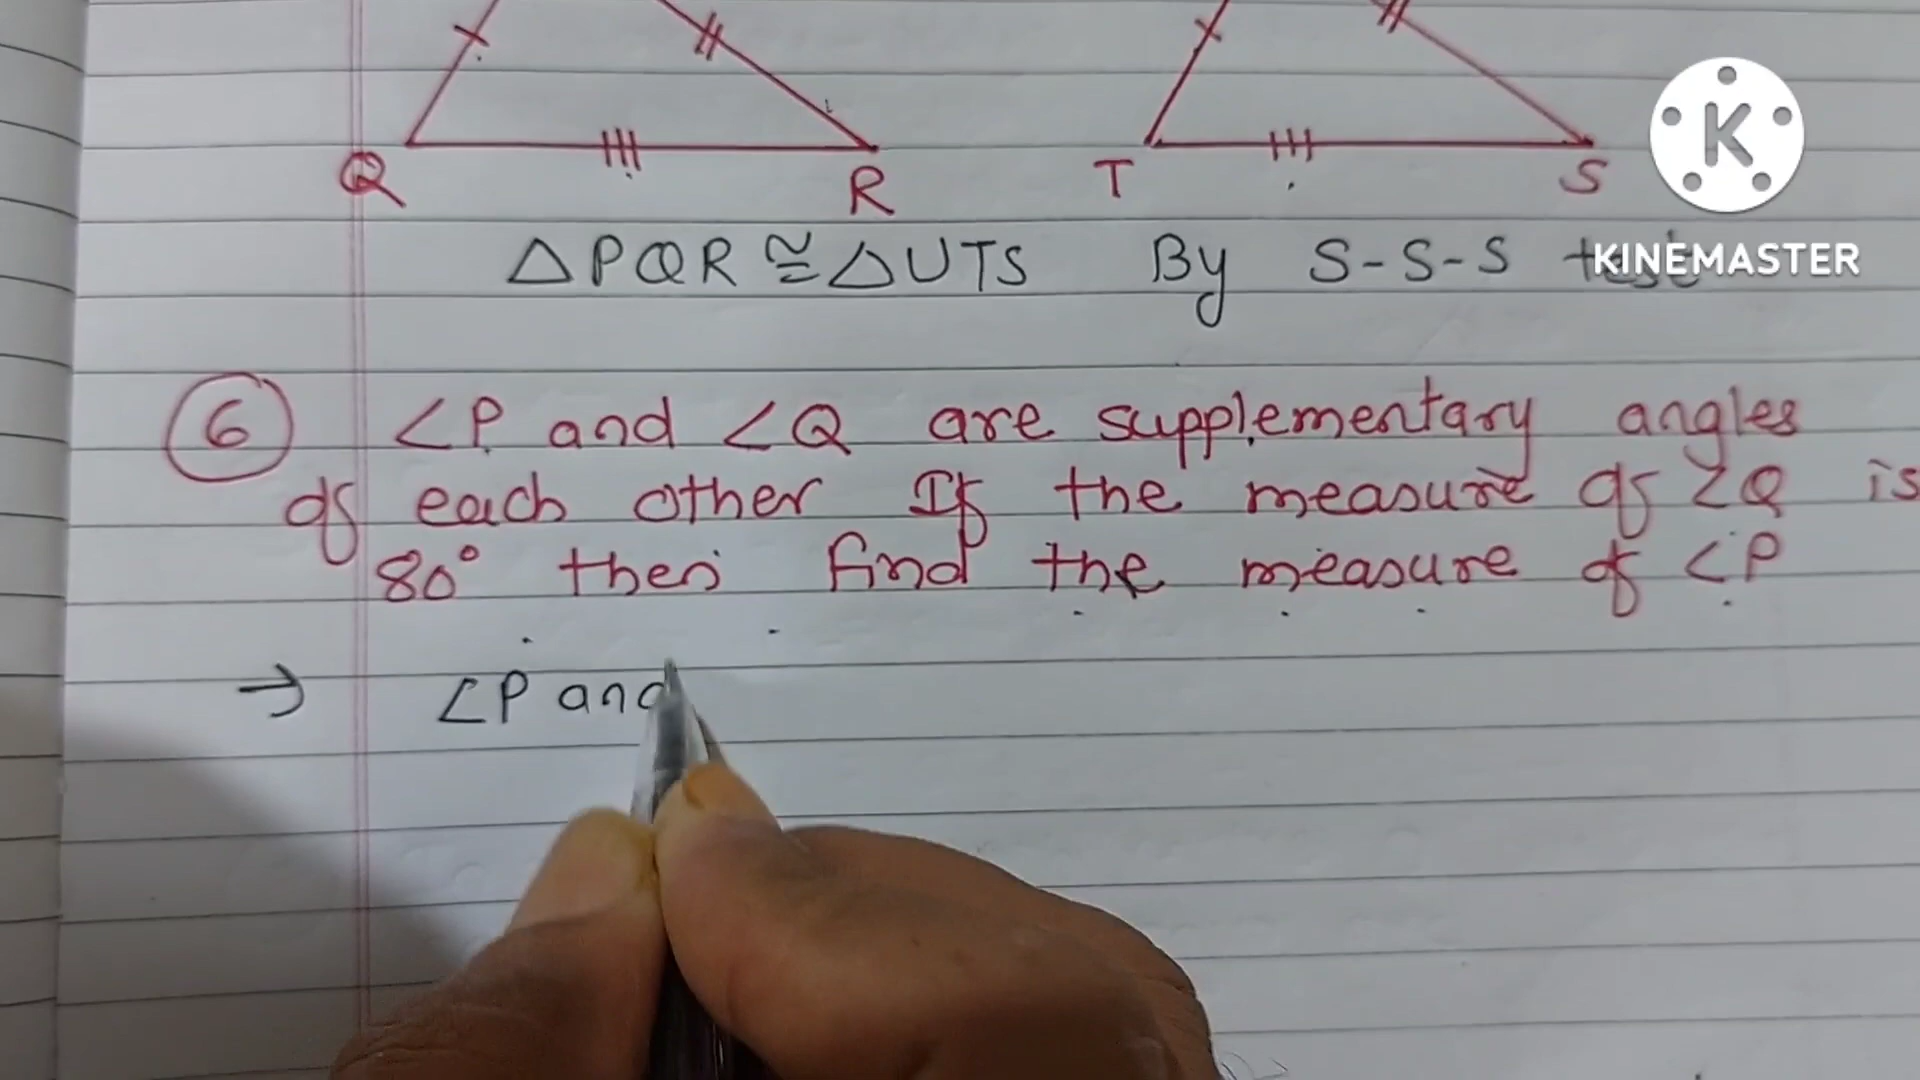 Q R T S
△PQR ≅ △UTS By S-S-S test
KINEMASTER
6 ∠P and ∠Q are supplementary angles
of each other If the measure of ∠Q is
80° then find the measure of ∠P
→ ∠P and